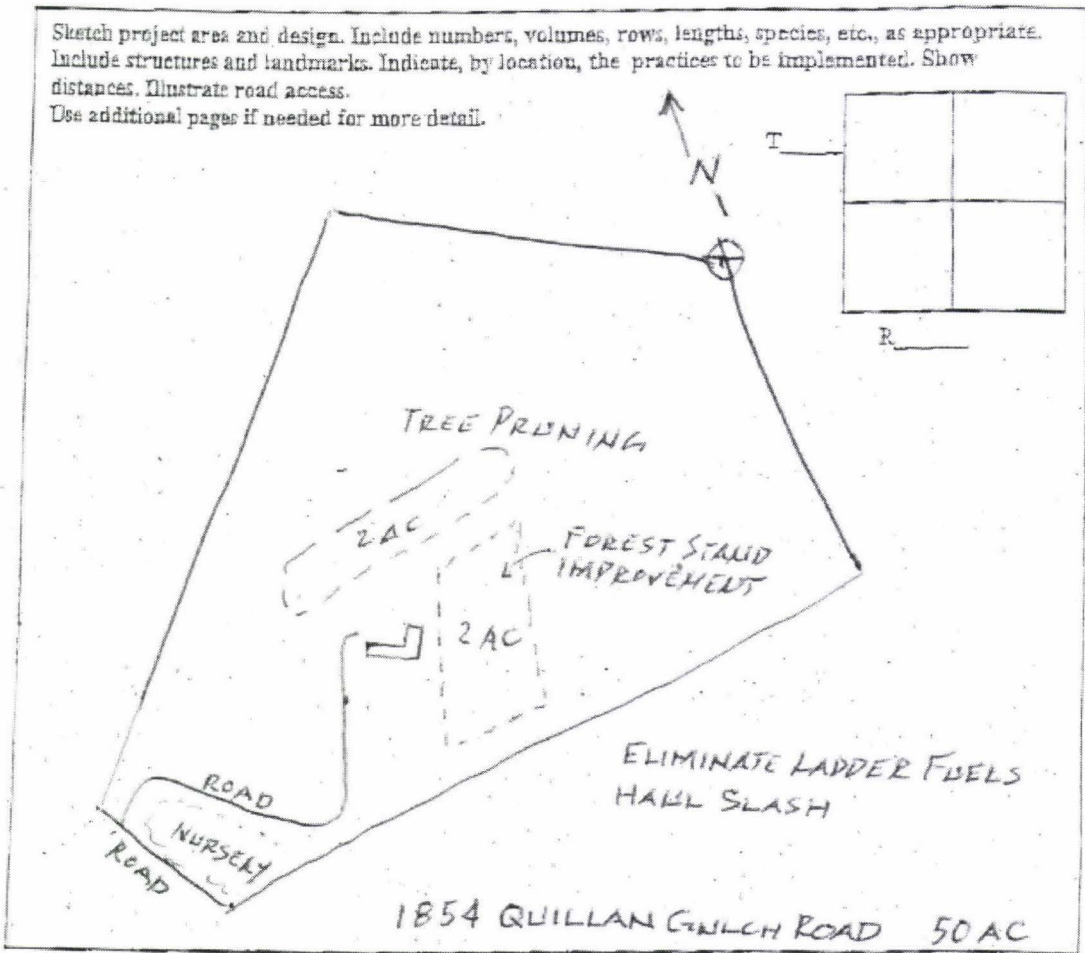 Sketch project area and design. Include numbers, volumes, rows, lengths, species, etc., as appropriate.
Include structures and landmarks. Indicate, by location, the practices to be implemented. Show
distances. Illustrate road access.
Use additional pages if needed for more detail.
N
T____
R____
TREE PRUNING
2 AC
FOREST STAND
IMPROVEMENT
2 AC
ELIMINATE LADDER FUELS
HAUL SLASH
ROAD
NURSERY
ROAD
1854 QUILLAN GULCH ROAD 50 AC